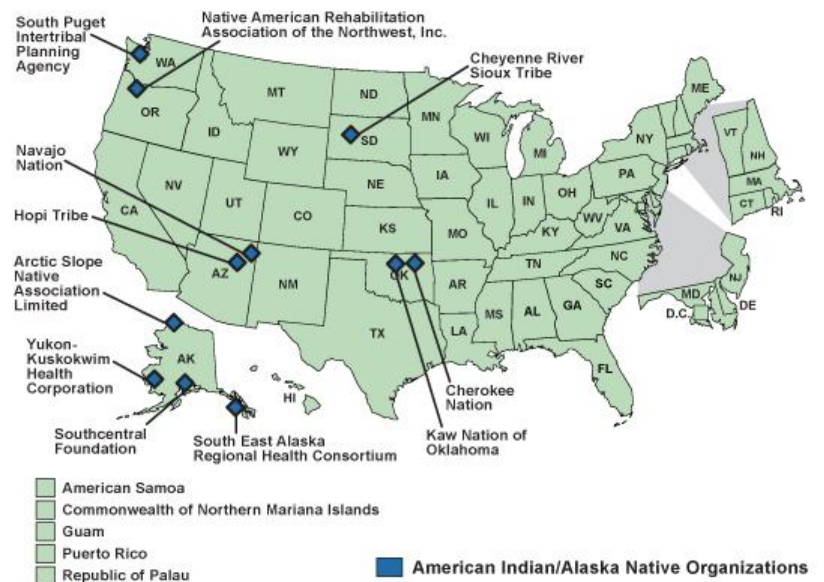 South Puget
Intertribal
Planning
Agency
Native American Rehabilitation
Association of the Northwest, Inc.
Cheyenne River
Sioux Tribe
Navajo
Nation
Hopi Tribe
Arctic Slope
Native
Association
Limited
Yukon-
Kuskokwim
Health
Corporation
Southcentral
Foundation
South East Alaska
Regional Health Consortium
Cherokee
Nation
Kaw Nation of
Oklahoma
WA
OR
ID
MT
ND
SD
MN
WI
MI
WY
NV
UT
CA
CO
NE
IA
KS
MO
IL
IN
OH
KY
WV
VA
PA
NY
ME
VT
NH
MA
CT
RI
NJ
DE
MD
D.C.
AZ
NM
OK
TX
AR
LA
MS
AL
GA
TN
NC
SC
FL
AK
HI
American Samoa
Commonwealth of Northern Mariana Islands
Guam
Puerto Rico
Republic of Palau
American Indian/Alaska Native Organizations